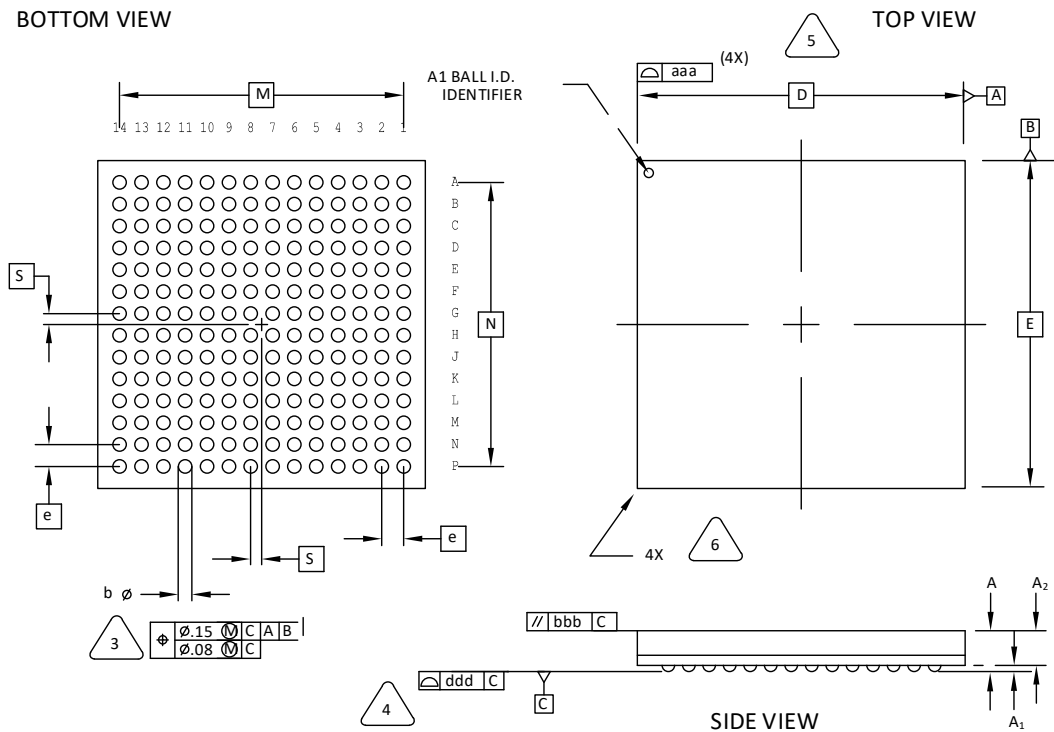 BOTTOM VIEW
TOP VIEW
5
(4X)
aaa
A1 BALL I.D.
IDENTIFIER
M
D
A
B
14 13 12 11 10 9 8 7 6 5 4 3 2 1
A
B
C
D
E
F
G
H
J
K
L
M
N
P
S
N
E
e
S
e
4X
6
b ⌀
3
⌀.15 Ⓜ C A B
⌀.08 Ⓜ C
// bbb C
A
A2
4
ddd C
C
A1
SIDE VIEW